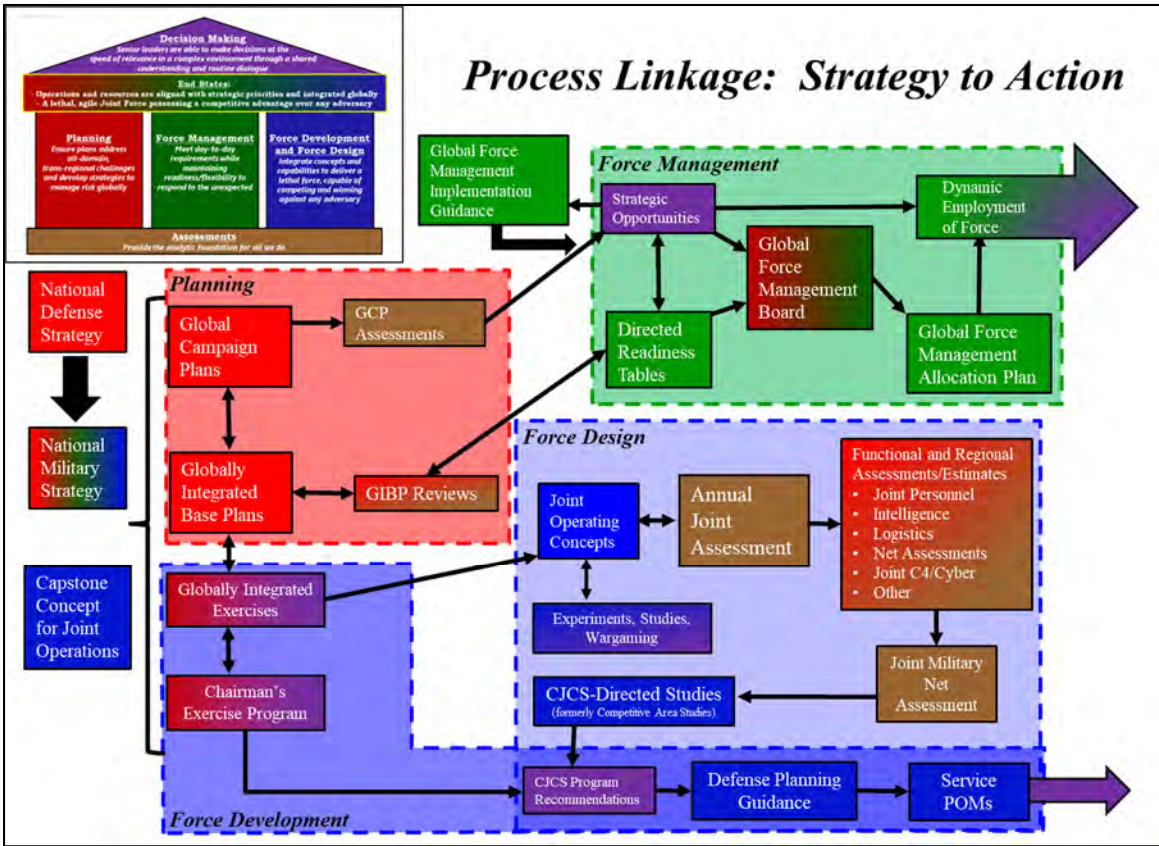 Decision Making
Senior leaders are able to make decisions at the
speed of relevance in a complex environment through a shared
understanding and routine dialogue
End States:
- Operations and resources are aligned with strategic priorities and integrated globally
- A lethal, agile Joint Force possessing a competitive advantage over any adversary
Planning
Ensure plans address
all-domain,
trans-regional challenges
and develop strategies to
manage risk globally
Force Management
Meet day-to-day
requirements while
maintaining
readiness/flexibility to
respond to the unexpected
Force Development
and Force Design
Integrate concepts and
capabilities to deliver a
lethal force, capable of
competing and winning
against any adversary
Assessments
Provide the analytic foundation for all we do
Process Linkage: Strategy to Action
Global Force
Management
Implementation
Guidance
Force Management
Strategic
Opportunities
Dynamic
Employment
of Force
Global
Force
Management
Board
Directed
Readiness
Tables
Global Force
Management
Allocation Plan
National
Defense
Strategy
National
Military
Strategy
Capstone
Concept
for Joint
Operations
Planning
Global
Campaign
Plans
GCP
Assessments
Globally
Integrated
Base Plans
GIBP Reviews
Globally Integrated
Exercises
Chairman's
Exercise Program
Force Development
Force Design
Joint
Operating
Concepts
Annual
Joint
Assessment
Functional and Regional
Assessments/Estimates
• Joint Personnel
• Intelligence
• Logistics
• Net Assessments
• Joint C4/Cyber
• Other
Experiments, Studies,
Wargaming
Joint Military
Net
Assessment
CJCS-Directed Studies
(formerly Competitive Area Studies)
CJCS Program
Recommendations
Defense Planning
Guidance
Service
POMs